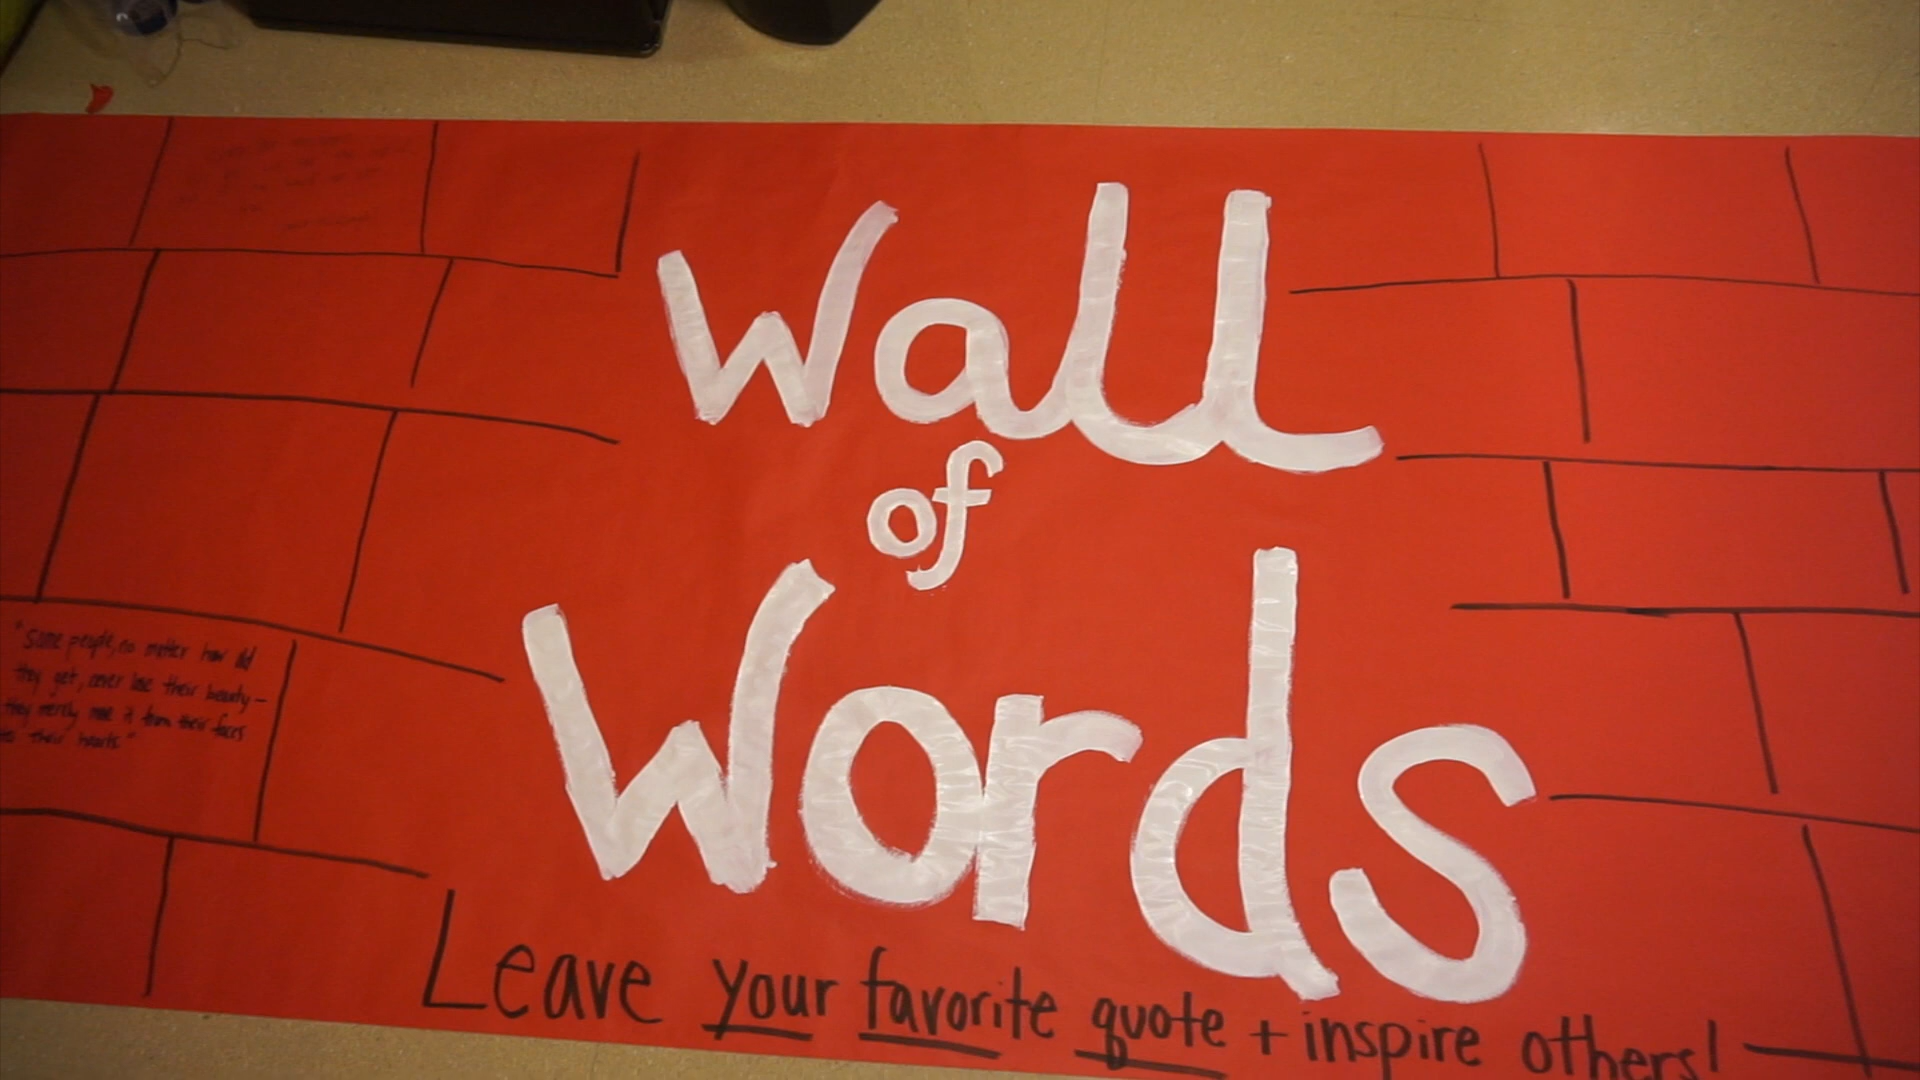 Wall
of
Words
Leave your favorite quote + inspire others!
"Some people, no matter how old
they get, never lose their beauty—
they merely move it from their faces
to their hearts."